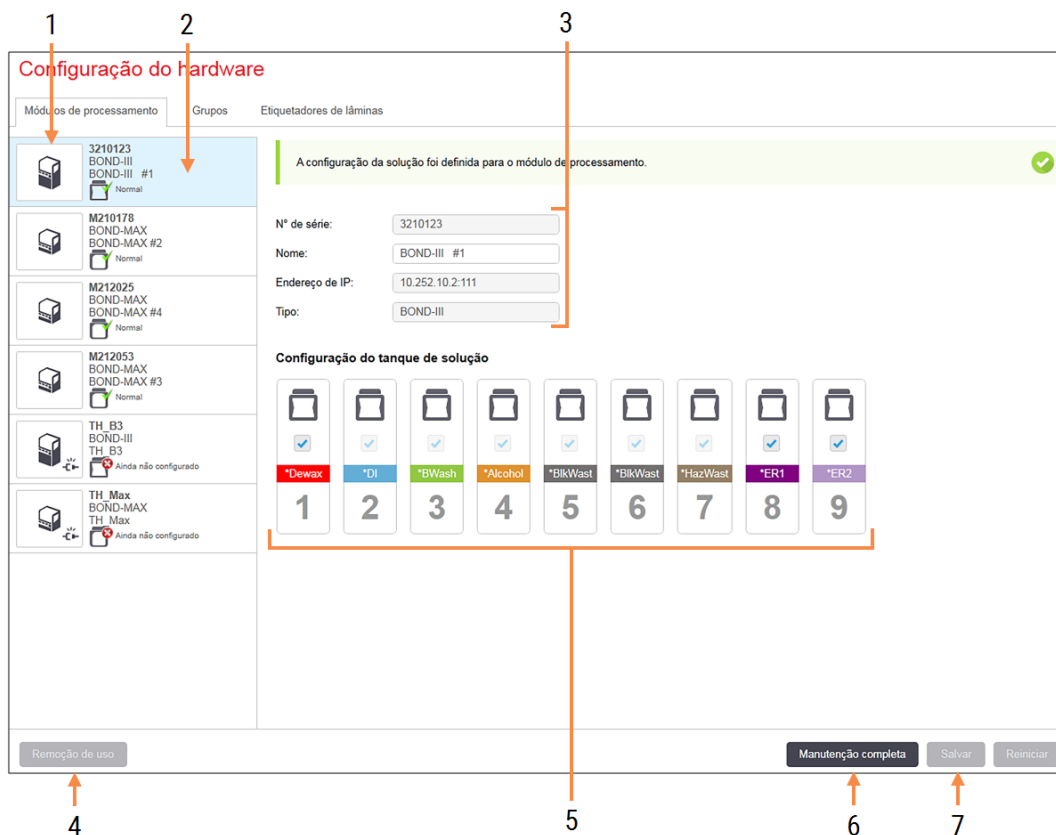 1
2
3
Configuração do hardware
Módulos de processamento
Grupos
Etiquetadores de lâminas
3210123
BOND-III
BOND-III #1
Normal
M210178
BOND-MAX
BOND-MAX #2
Normal
M212025
BOND-MAX
BOND-MAX #4
Normal
M212053
BOND-MAX
BOND-MAX #3
Normal
TH_B3
BOND-III
TH_B3
Ainda não configurado
TH_Max
BOND-MAX
TH_Max
Ainda não configurado
A configuração da solução foi definida para o módulo de processamento.
N° de série: 3210123
Nome: BOND-III #1
Endereço de IP: 10.252.10.2:111
Tipo: BOND-III
Configuração do tanque de solução
*Dewax *DI *BWash *Alcohol *BlkWast *BlkWast *HazWast *ER1 *ER2
1 2 3 4 5 6 7 8 9
Remoção de uso
Manutenção completa
Salvar
Reiniciar
4
5
6
7